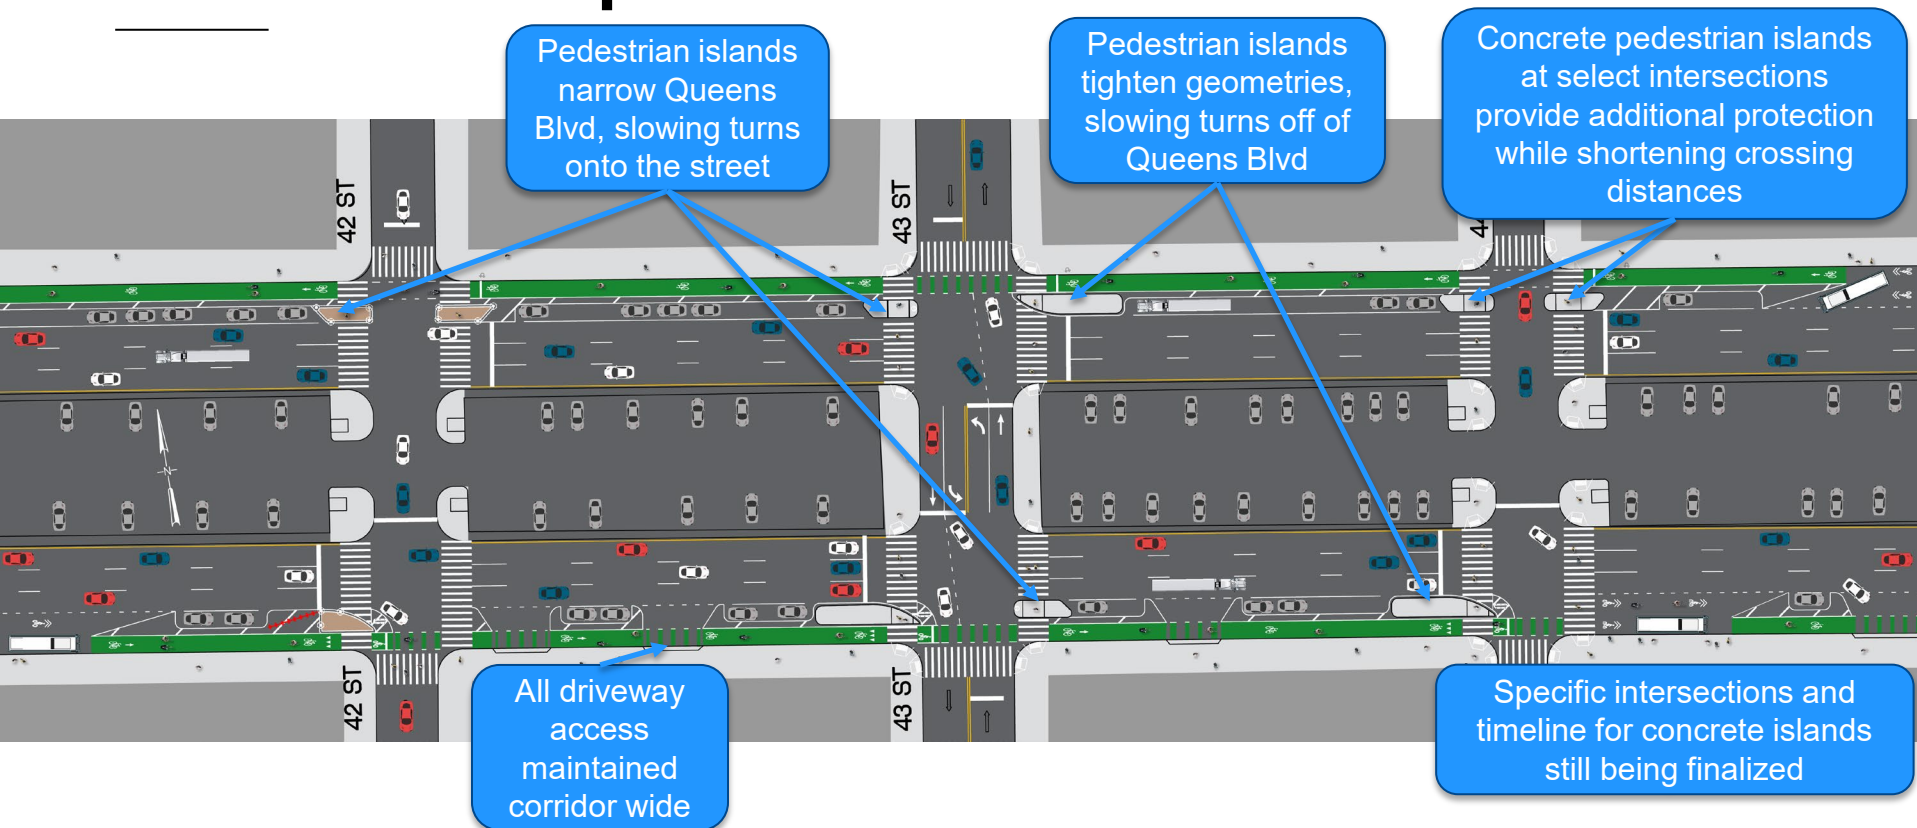 Pedestrian islands
narrow Queens
Blvd, slowing turns
onto the street
Pedestrian islands
tighten geometries,
slowing turns off of
Queens Blvd
Concrete pedestrian islands
at select intersections
provide additional protection
while shortening crossing
distances
42 ST
43 ST
N
42 ST
43 ST
All driveway
access
maintained
corridor wide
Specific intersections and
timeline for concrete islands
still being finalized